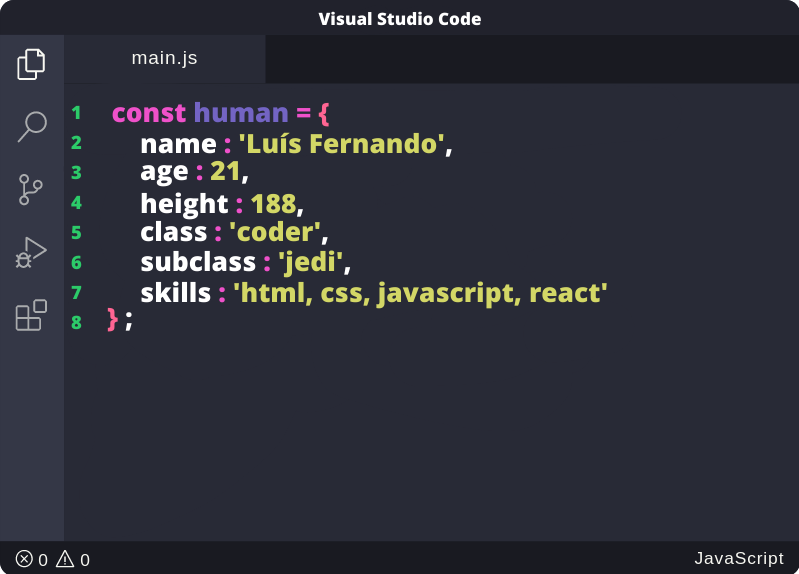 Visual Studio Code
main.js
1 const human = {
2 name : 'Luís Fernando',
3 age : 21,
4 height : 188,
5 class : 'coder',
6 subclass : 'jedi',
7 skills : 'html, css, javascript, react'
8 } ;
0 0 JavaScript